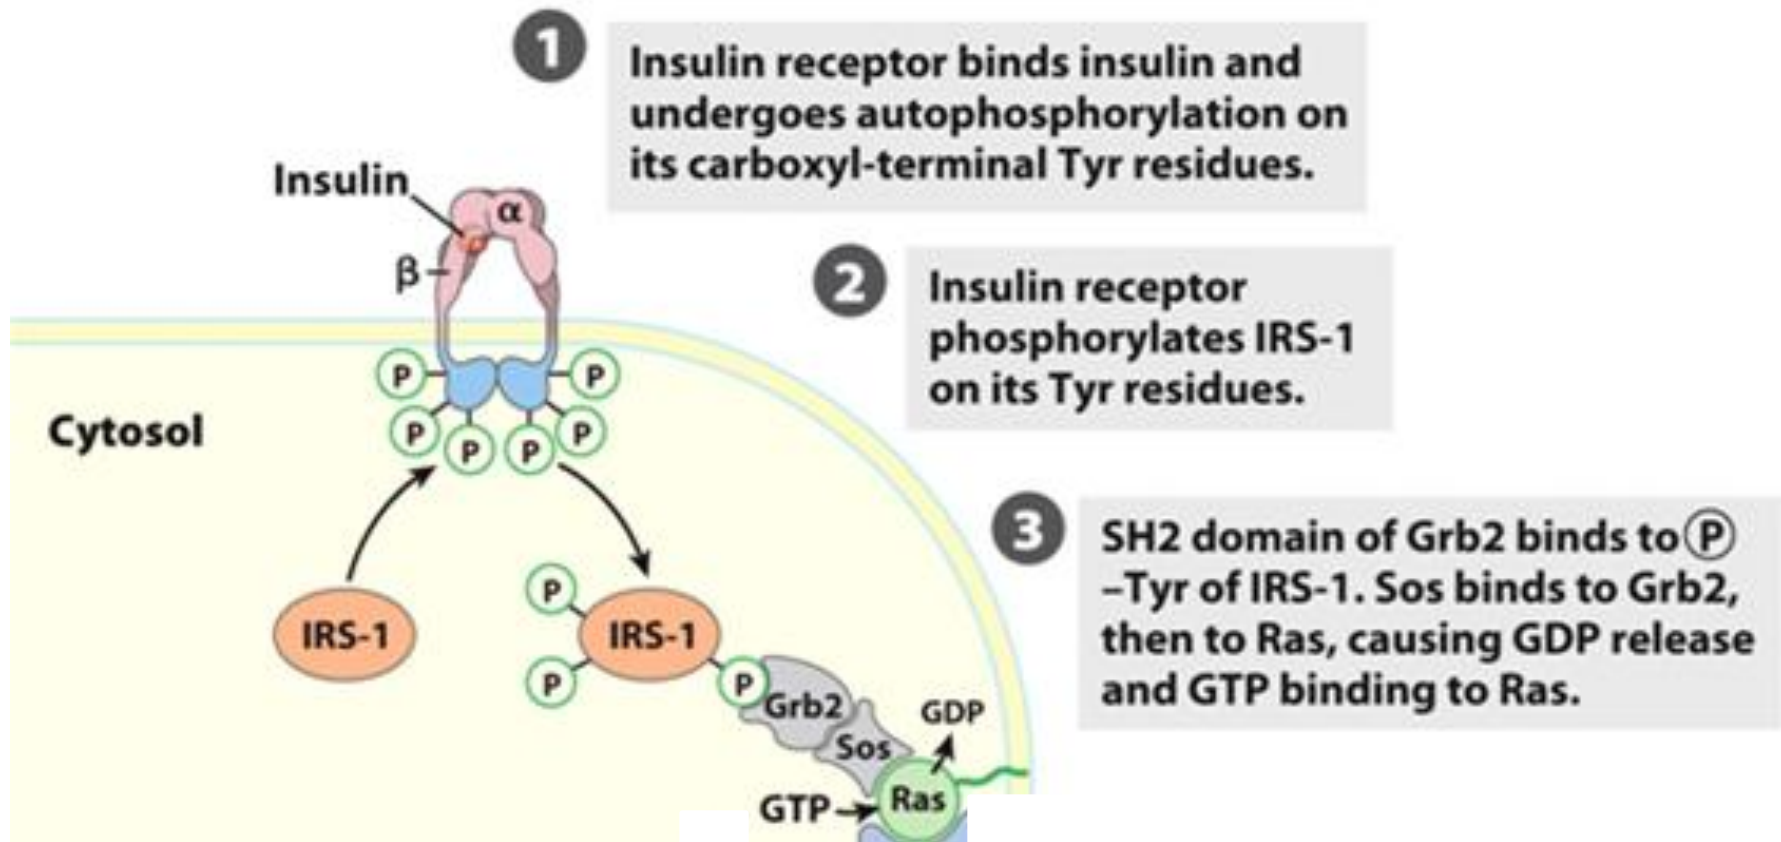 1
Insulin receptor binds insulin and
undergoes autophosphorylation on
its carboxyl-terminal Tyr residues.
Insulin
α
β
2
Insulin receptor
phosphorylates IRS-1
on its Tyr residues.
P
P
P
P
P
P
Cytosol
3
SH2 domain of Grb2 binds to Ⓟ
–Tyr of IRS-1. Sos binds to Grb2,
then to Ras, causing GDP release
and GTP binding to Ras.
IRS-1
P
IRS-1
P
P
Grb2
Sos
GDP
GTP
Ras